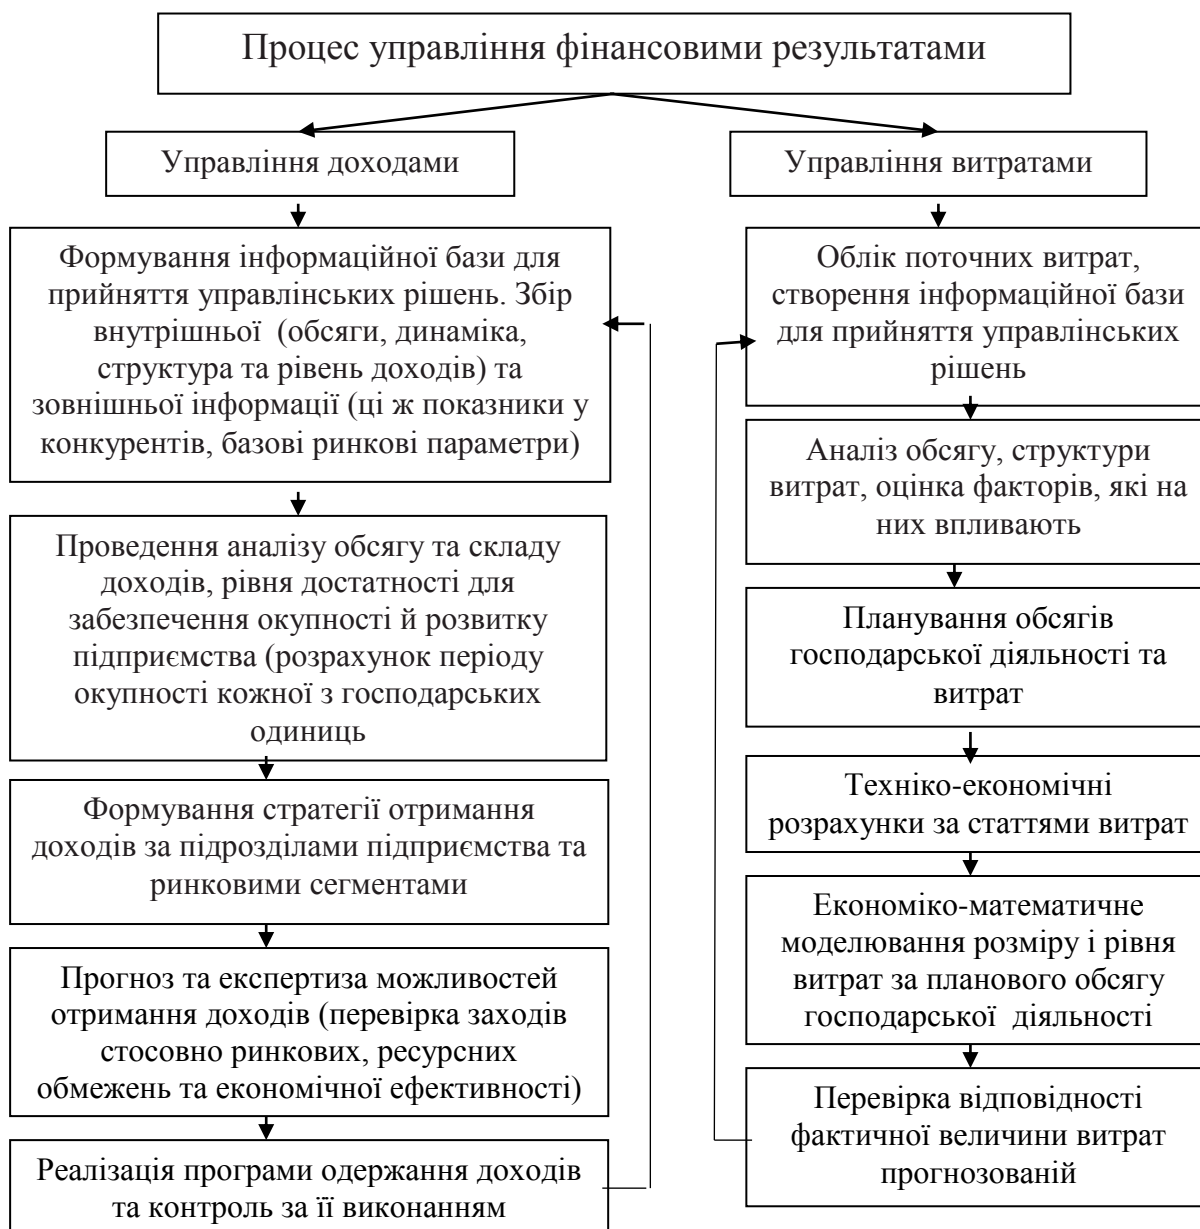 Процес управління фінансовими результатами
Управління доходами
Управління витратами
Формування інформаційної бази для
прийняття управлінських рішень. Збір
внутрішньої (обсяги, динаміка,
структура та рівень доходів) та
зовнішньої інформації (ці ж показники у
конкурентів, базові ринкові параметри)
Проведення аналізу обсягу та складу
доходів, рівня достатності для
забезпечення окупності й розвитку
підприємства (розрахунок періоду
окупності кожної з господарських
одиниць
Формування стратегії отримання
доходів за підрозділами підприємства та
ринковими сегментами
Прогноз та експертиза можливостей
отримання доходів (перевірка заходів
стосовно ринкових, ресурсних
обмежень та економічної ефективності)
Реалізація програми одержання доходів
та контроль за її виконанням
Облік поточних витрат,
створення інформаційної бази
для прийняття управлінських
рішень
Аналіз обсягу, структури
витрат, оцінка факторів, які на
них впливають
Планування обсягів
господарської діяльності та
витрат
Техніко-економічні
розрахунки за статтями витрат
Економіко-математичне
моделювання розміру і рівня
витрат за планового обсягу
господарської діяльності
Перевірка відповідності
фактичної величини витрат
прогнозованій